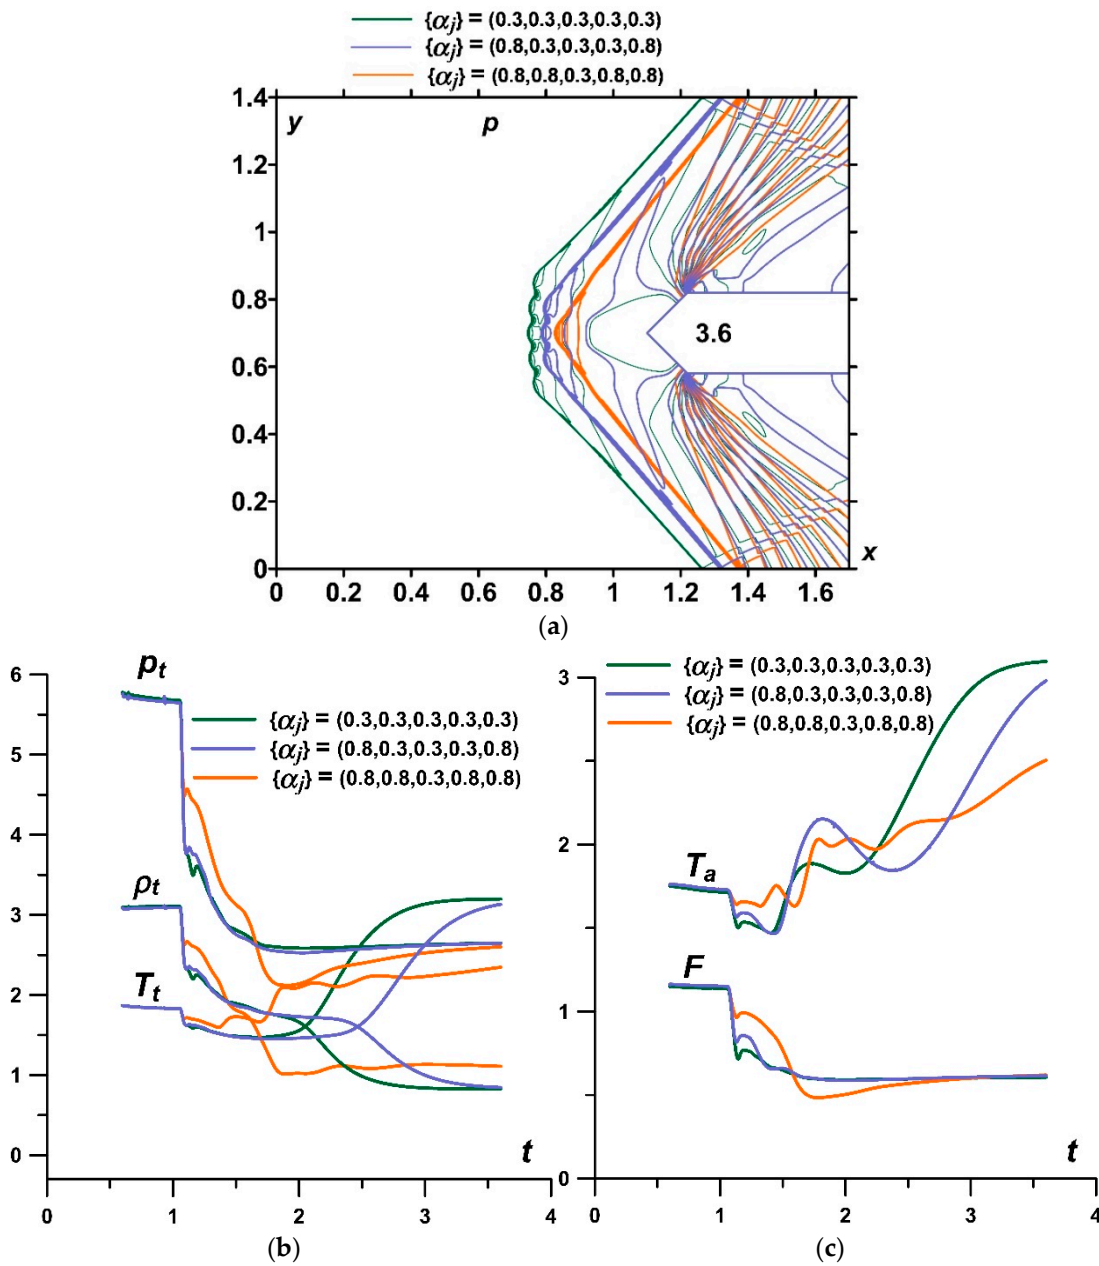 {αj} = (0.3,0.3,0.3,0.3,0.3)
{αj} = (0.8,0.3,0.3,0.3,0.8)
{αj} = (0.8,0.8,0.3,0.8,0.8)
1.4
y
p
1.2
1
0.8
0.6
3.6
0.4
0.2
0
x
0 0.2 0.4 0.6 0.8 1 1.2 1.4 1.6
(a)
pt
6
{αj} = (0.3,0.3,0.3,0.3,0.3)
{αj} = (0.8,0.3,0.3,0.3,0.8)
{αj} = (0.8,0.8,0.3,0.8,0.8)
5
4
ρt
3
Tt
2
1
0
t
0 1 2 3 4
(b)
{αj} = (0.3,0.3,0.3,0.3,0.3)
{αj} = (0.8,0.3,0.3,0.3,0.8)
{αj} = (0.8,0.8,0.3,0.8,0.8)
3
2
Ta
F
1
0
t
0 1 2 3 4
(c)